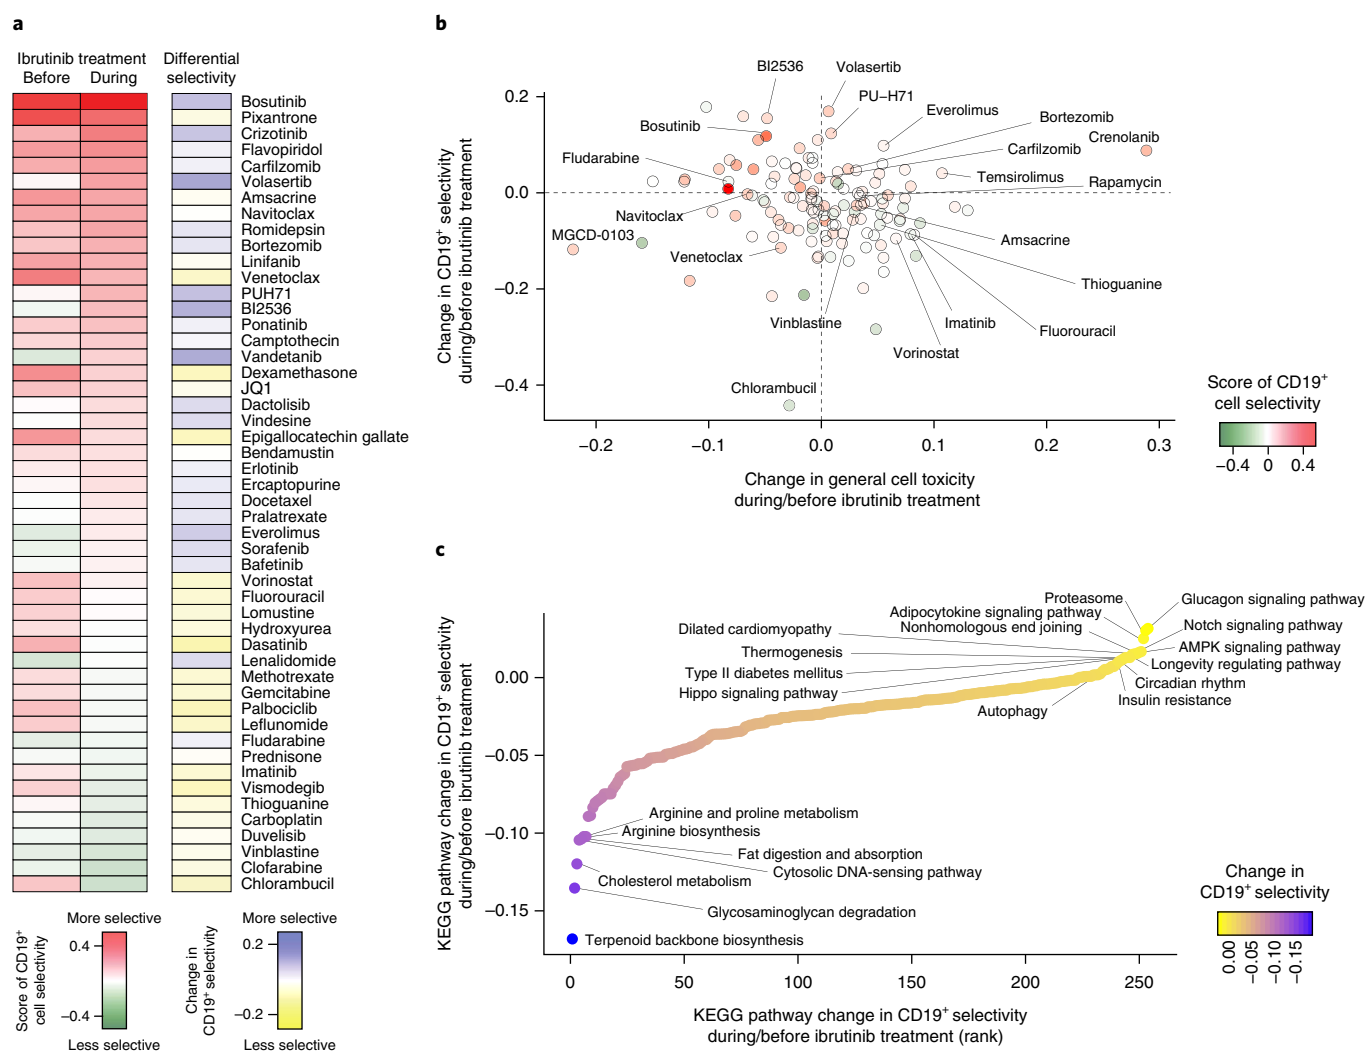 a
Ibrutinib treatment
Before During
Differential
selectivity
Bosutinib
Pixantrone
Crizotinib
Flavopiridol
Carfilzomib
Volasertib
Amsacrine
Navitoclax
Romidepsin
Bortezomib
Linifanib
Venetoclax
PUH71
BI2536
Ponatinib
Camptothecin
Vandetanib
Dexamethasone
JQ1
Dactolisib
Vindesine
Epigallocatechin gallate
Bendamustin
Erlotinib
Ercaptopurine
Docetaxel
Pralatrexate
Everolimus
Sorafenib
Bafetinib
Vorinostat
Fluorouracil
Lomustine
Hydroxyurea
Dasatinib
Lenalidomide
Methotrexate
Gemcitabine
Palbociclib
Leflunomide
Fludarabine
Prednisone
Imatinib
Vismodegib
Thioguanine
Carboplatin
Duvelisib
Vinblastine
Clofarabine
Chlorambucil
More selective
0.4
−0.4
Less selective
Score of CD19+
cell selectivity
More selective
0.2
−0.2
Less selective
Change in
CD19+ selectivity
b
Change in CD19+ selectivity
during/before ibrutinib treatment
0.2
0.0
−0.2
−0.4
BI2536
Volasertib
PU−H71
Everolimus
Bortezomib
Bosutinib
Crenolanib
Carfilzomib
Fludarabine
Temsirolimus
Rapamycin
Navitoclax
MGCD-0103
Amsacrine
Venetoclax
Thioguanine
Vinblastine
Imatinib
Fluorouracil
Vorinostat
Chlorambucil
−0.2
−0.1
0.0
0.1
0.2
0.3
Change in general cell toxicity
during/before ibrutinib treatment
Score of CD19+
cell selectivity
−0.4 0 0.4
c
KEGG pathway change in CD19+ selectivity
during/before ibrutinib treatment
0.00
−0.05
−0.10
−0.15
Proteasome
Glucagon signaling pathway
Adipocytokine signaling pathway
Dilated cardiomyopathy
Nonhomologous end joining
Notch signaling pathway
Thermogenesis
AMPK signaling pathway
Longevity regulating pathway
Type II diabetes mellitus
Circadian rhythm
Hippo signaling pathway
Insulin resistance
Autophagy
Arginine and proline metabolism
Arginine biosynthesis
Fat digestion and absorption
Cytosolic DNA-sensing pathway
Cholesterol metabolism
Glycosaminoglycan degradation
Terpenoid backbone biosynthesis
0
50
100
150
200
250
KEGG pathway change in CD19+ selectivity
during/before ibrutinib treatment (rank)
Change in
CD19+ selectivity
0.00
−0.05
−0.10
−0.15